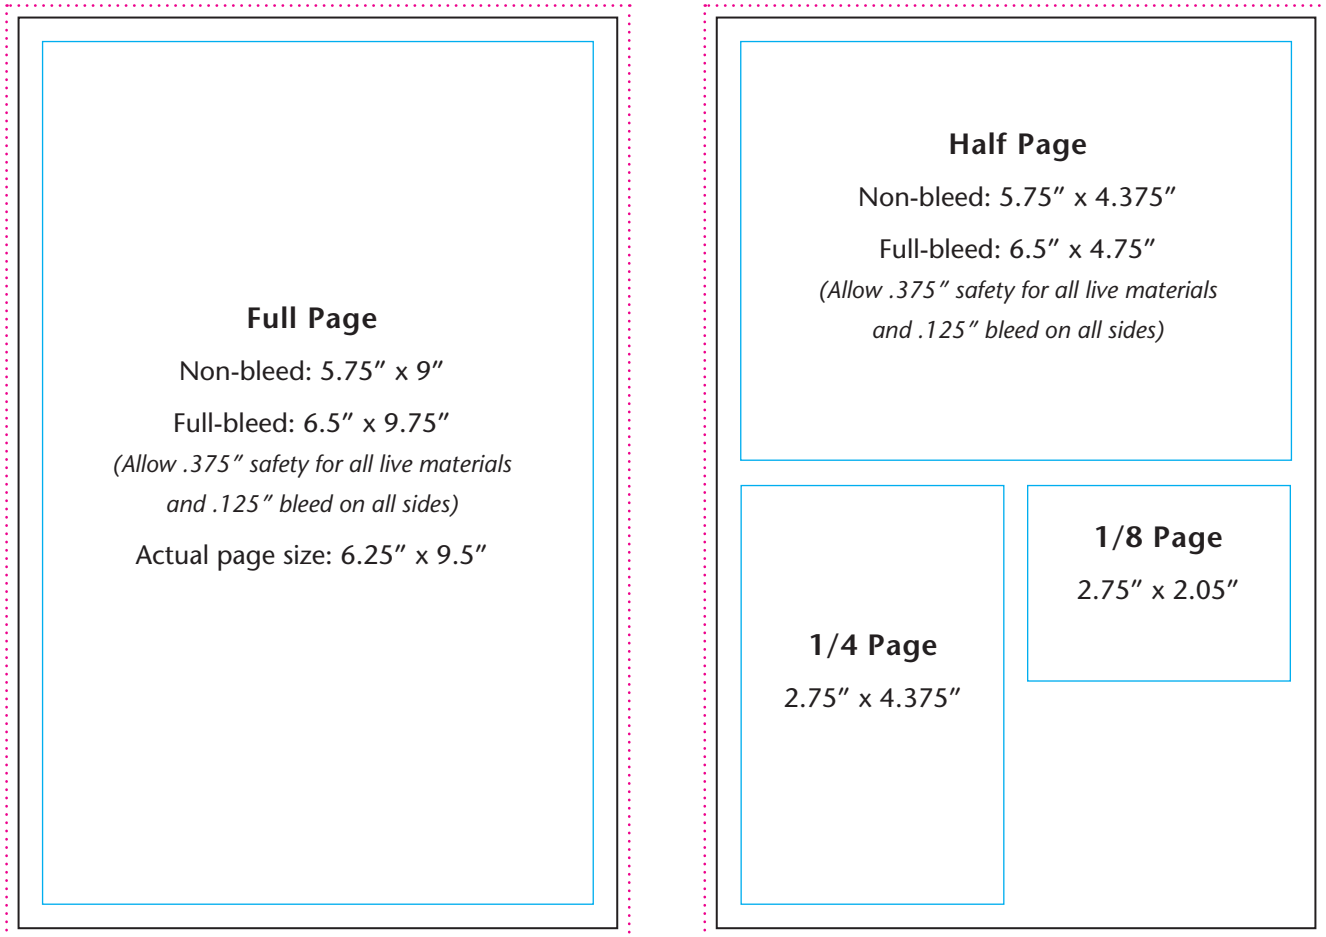 Full Page
Non-bleed: 5.75″ x 9″
Full-bleed: 6.5″ x 9.75″
(Allow .375″ safety for all live materials
and .125″ bleed on all sides)
Actual page size: 6.25″ x 9.5″
Half Page
Non-bleed: 5.75″ x 4.375″
Full-bleed: 6.5″ x 4.75″
(Allow .375″ safety for all live materials
and .125″ bleed on all sides)
1/4 Page
2.75″ x 4.375″
1/8 Page
2.75″ x 2.05″